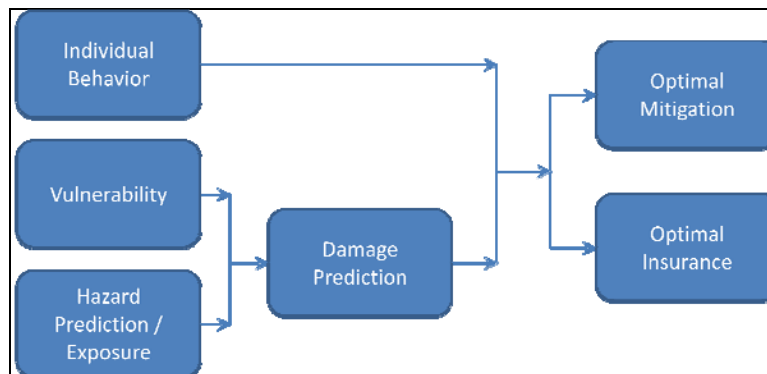 Individual
Behavior
Vulnerability
Hazard
Prediction /
Exposure
Damage
Prediction
Optimal
Mitigation
Optimal
Insurance